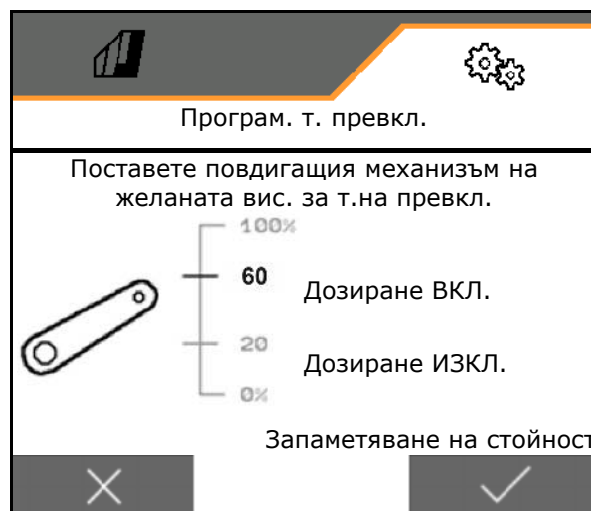 Програм. т. превкл.
Поставете повдигащия механизъм на
желаната вис. за т.на превкл.
100%
60
Дозиране ВКЛ.
20
Дозиране ИЗКЛ.
0%
Запаметяване на стойност